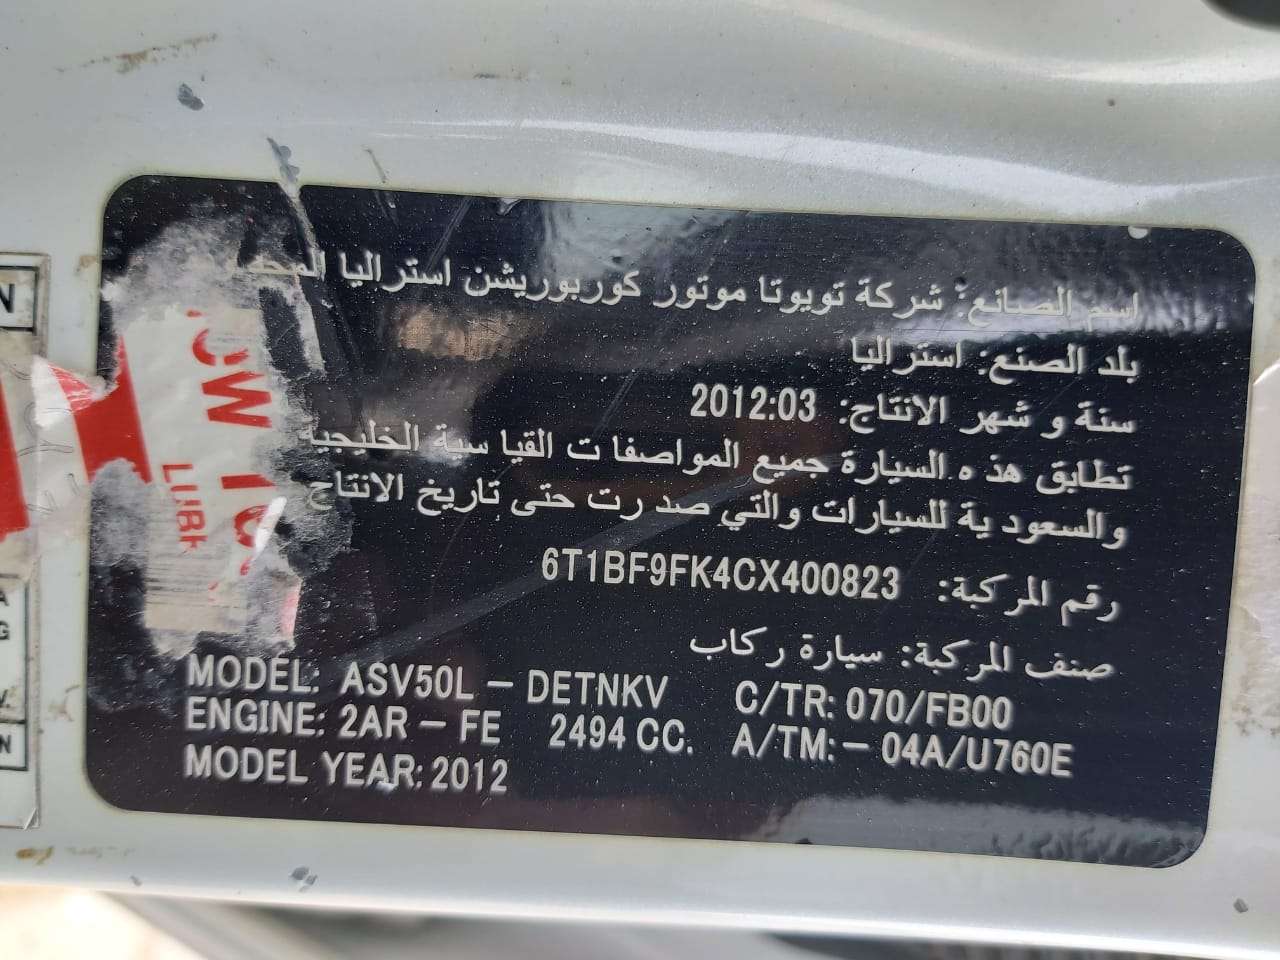 اسم الصانع: شركة تويوتا موتور كوربوريشن استراليا
بلد الصنع: استراليا
سنة و شهر الانتاج: 2012:03
تطابق هذه السيارة جميع المواصفات القياسية الخليجية
والسعودية للسيارات والتي صدرت حتى تاريخ الانتاج
رقم المركبة: 6T1BF9FK4CX400823
صنف المركبة: سيارة ركاب
MODEL: ASV50L - DETNKV C/TR: 070/FB00
ENGINE: 2AR - FE 2494 CC. A/TM:- 04A/U760E
MODEL YEAR: 2012